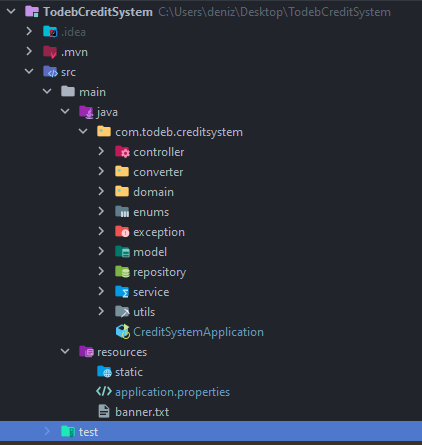 TodebCreditSystem C:\Users\deniz\Desktop\TodebCreditSystem
.idea
.mvn
src
main
java
com.todeb.creditsystem
controller
converter
domain
enums
exception
model
repository
service
utils
CreditSystemApplication
resources
static
application.properties
banner.txt
test